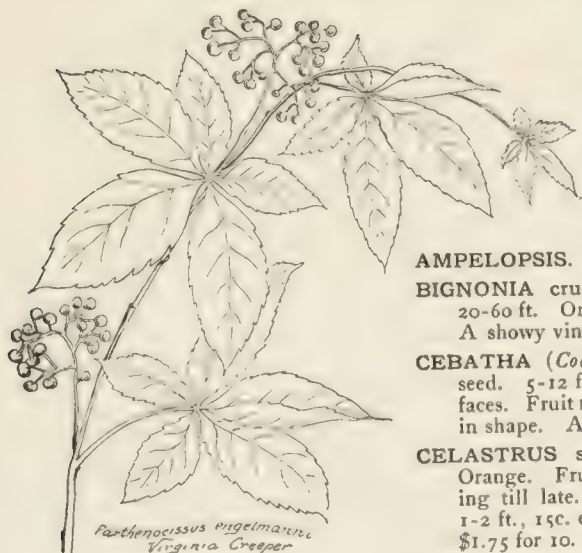 AMPELOPSIS.
BIGNONIA cru
20-60 ft. Or
A showy vin
CEBATHA (Coc
seed. 5-12 f
faces. Fruit r
in shape. A
CELASTRUS s
Orange. Fru
ing till late.
1-2 ft., 15c. e
$1.75 for 10.
Parthenocissus engelmanni
Virginia Creeper